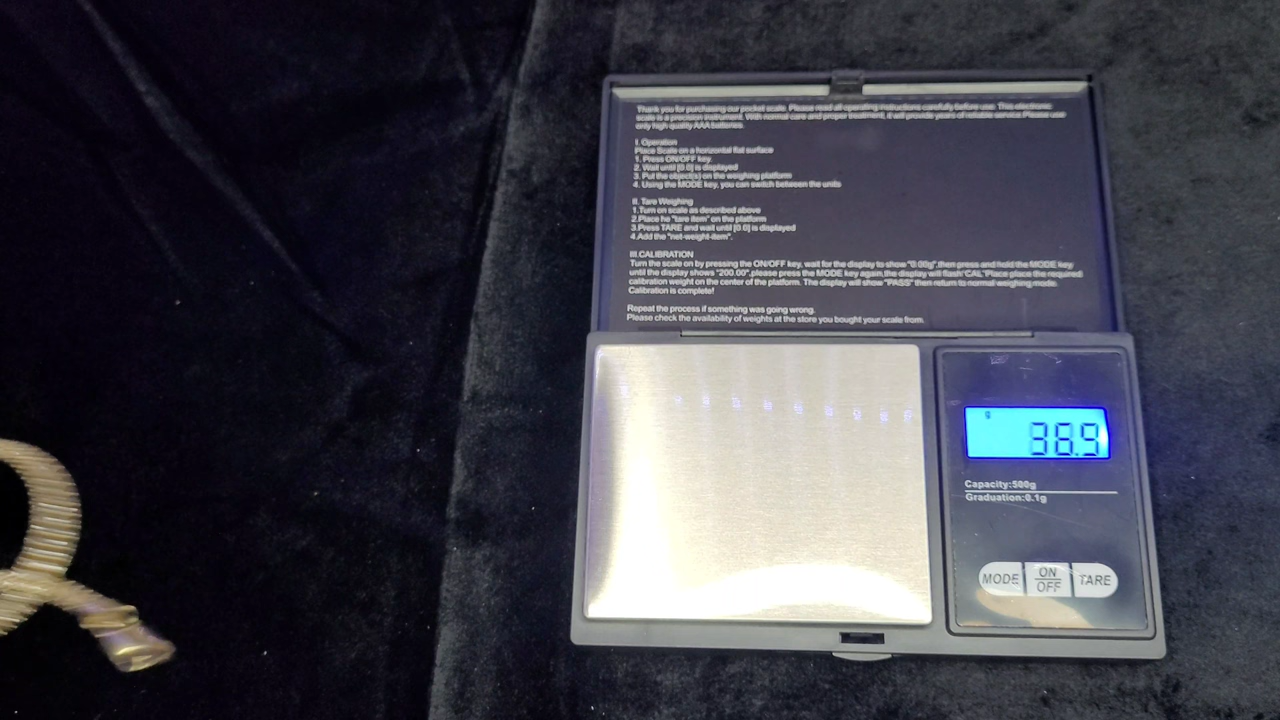 Thank you for purchasing our pocket scale. Please read all operating instructions carefully before use. This electronic
scale is a precision instrument. With normal care and proper treatment, it will provide years of reliable service Please use
only high quality AAA batteries.
I. Operation
Place Scale on a horizontal flat surface
1. Press ON/OFF key.
2. Wait until [0.0] is displayed
3. Put the object(s) on the weighing platform
4. Using the MODE key, you can switch between the units
II. Tare Weighing
1.Turn on scale as described above
2.Place he "tare item" on the platform
3.Press TARE and wait until [0.0] is displayed
4.Add the "net-weight-item".
III.CALIBRATION
Turn the scale on by pressing the ON/OFF key, wait for the display to show "0.00g",then press and hold the MODE key
until the display shows "200.00",please press the MODE key again,the display will flash"CAL"Place place the required
calibration weight on the center of the platform. The display will show "PASS" then return to normal weighing mode.
Calibration is complete!
Repeat the process if something was going wrong.
Please check the availability of weights at the store you bought your scale from.
g
38.9
Capacity:500g
Graduation:0.1g
MODE
ON
OFF
TARE